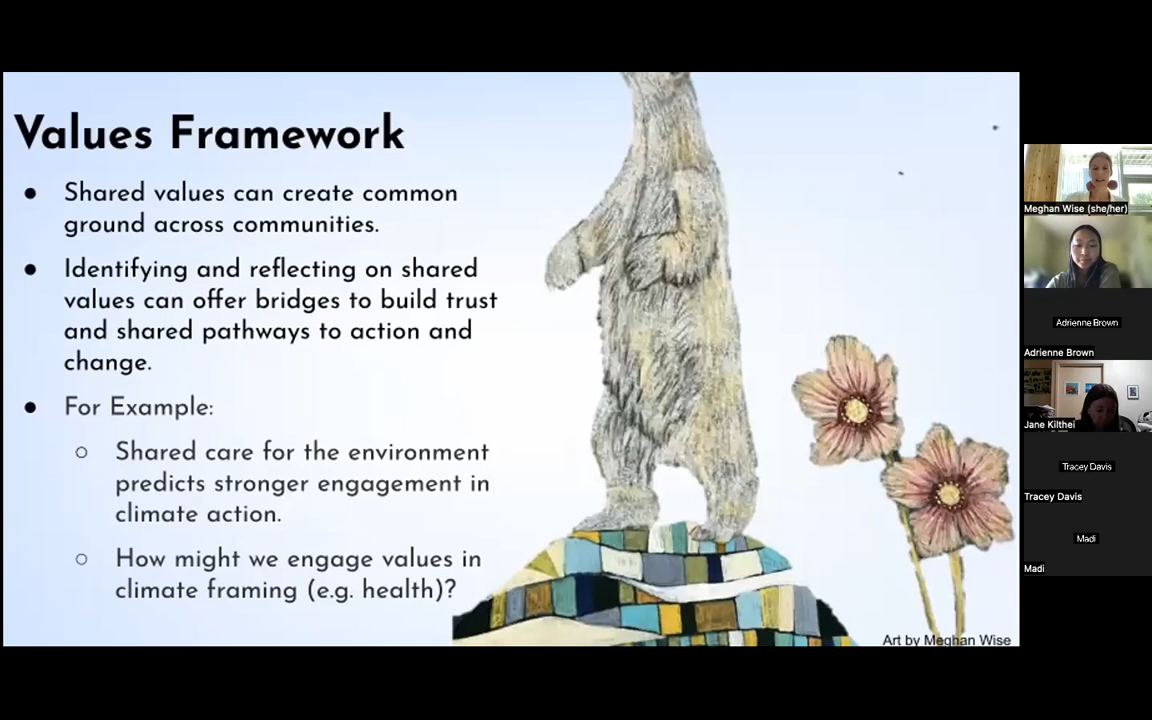 Values Framework
● Shared values can create common
ground across communities.
● Identifying and reflecting on shared
values can offer bridges to build trust
and shared pathways to action and
change.
● For Example:
○ Shared care for the environment
predicts stronger engagement in
climate action.
○ How might we engage values in
climate framing (e.g. health)?
Art by Meghan Wise
Meghan Wise (she/her)
Adrienne Brown
Adrienne Brown
Jane Kilthei
Tracey Davis
Tracey Davis
Madi
Madi